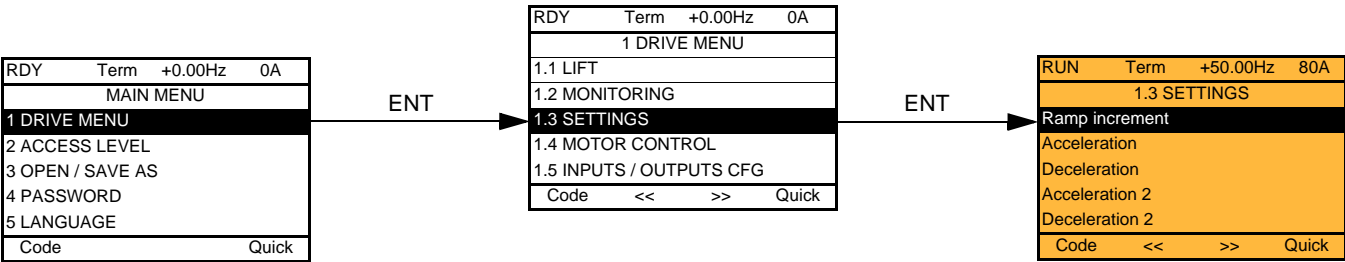 RDY Term +0.00Hz 0A
MAIN MENU
1 DRIVE MENU
2 ACCESS LEVEL
3 OPEN / SAVE AS
4 PASSWORD
5 LANGUAGE
Code Quick
ENT
RDY Term +0.00Hz 0A
1 DRIVE MENU
1.1 LIFT
1.2 MONITORING
1.3 SETTINGS
1.4 MOTOR CONTROL
1.5 INPUTS / OUTPUTS CFG
Code << >> Quick
ENT
RUN Term +50.00Hz 80A
1.3 SETTINGS
Ramp increment
Acceleration
Deceleration
Acceleration 2
Deceleration 2
Code << >> Quick